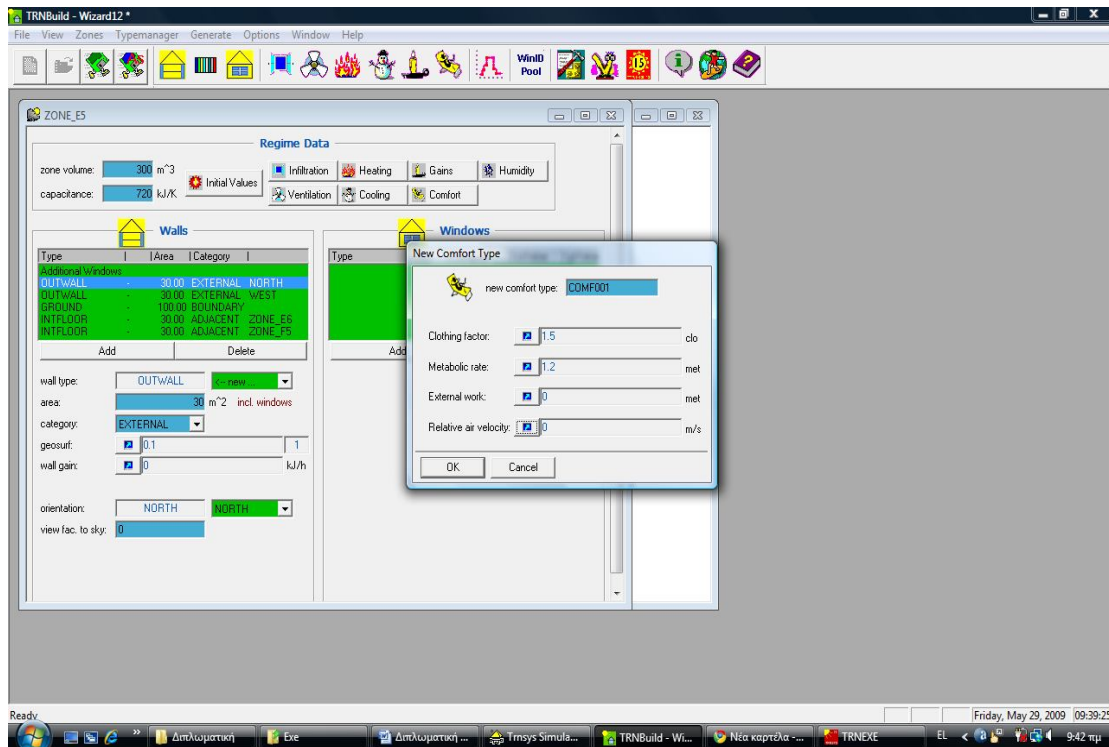 TRNBuild - Wizard12 *
File View Zones Typemanager Generate Options Window Help
WinID
Pool
15
ZONE_E5
Regime Data
zone volume: 300 m^3
capacitance: 720 kJ/K
Initial Values
Infiltration Heating Gains Humidity
Ventilation Cooling Comfort
Walls
Type | | Area | Category |
Additional Windows
OUTWALL - 30.00 EXTERNAL NORTH
OUTWALL - 30.00 EXTERNAL WEST
GROUND - 100.00 BOUNDARY
INTFLOOR - 30.00 ADJACENT ZONE_E6
INTFLOOR - 30.00 ADJACENT ZONE_F5
Add Delete
wall type: OUTWALL <-- new ...
area: 30 m^2 incl. windows
category: EXTERNAL
geosurf: 0.1 1
wall gain: 0 kJ/h
orientation: NORTH NORTH
view fac. to sky: 0
Windows
Type
Add
New Comfort Type
new comfort type: COMF001
Clothing factor: 1.5 clo
Metabolic rate: 1.2 met
External work: 0 met
Relative air velocity: 0 m/s
OK Cancel
Ready
Friday, May 29, 2009 09:39:25
Διπλωματική Exe Διπλωματική ... Trnsys Simula... TRNBuild - Wi... Νέα καρτέλα -... TRNEXE EL 9:42 πμ